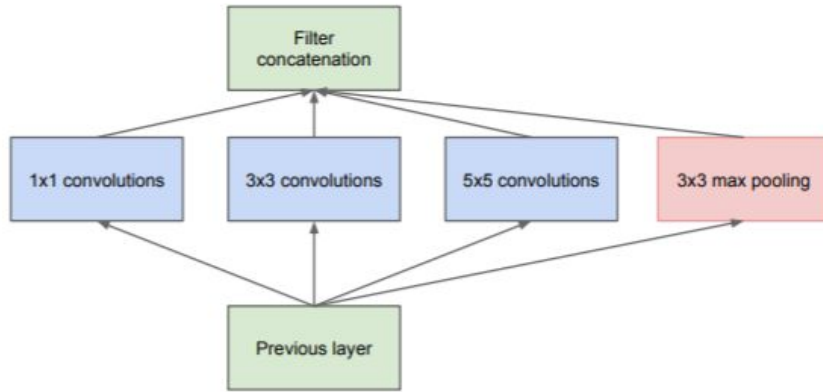 Filter
concatenation
1x1 convolutions
3x3 convolutions
5x5 convolutions
3x3 max pooling
Previous layer